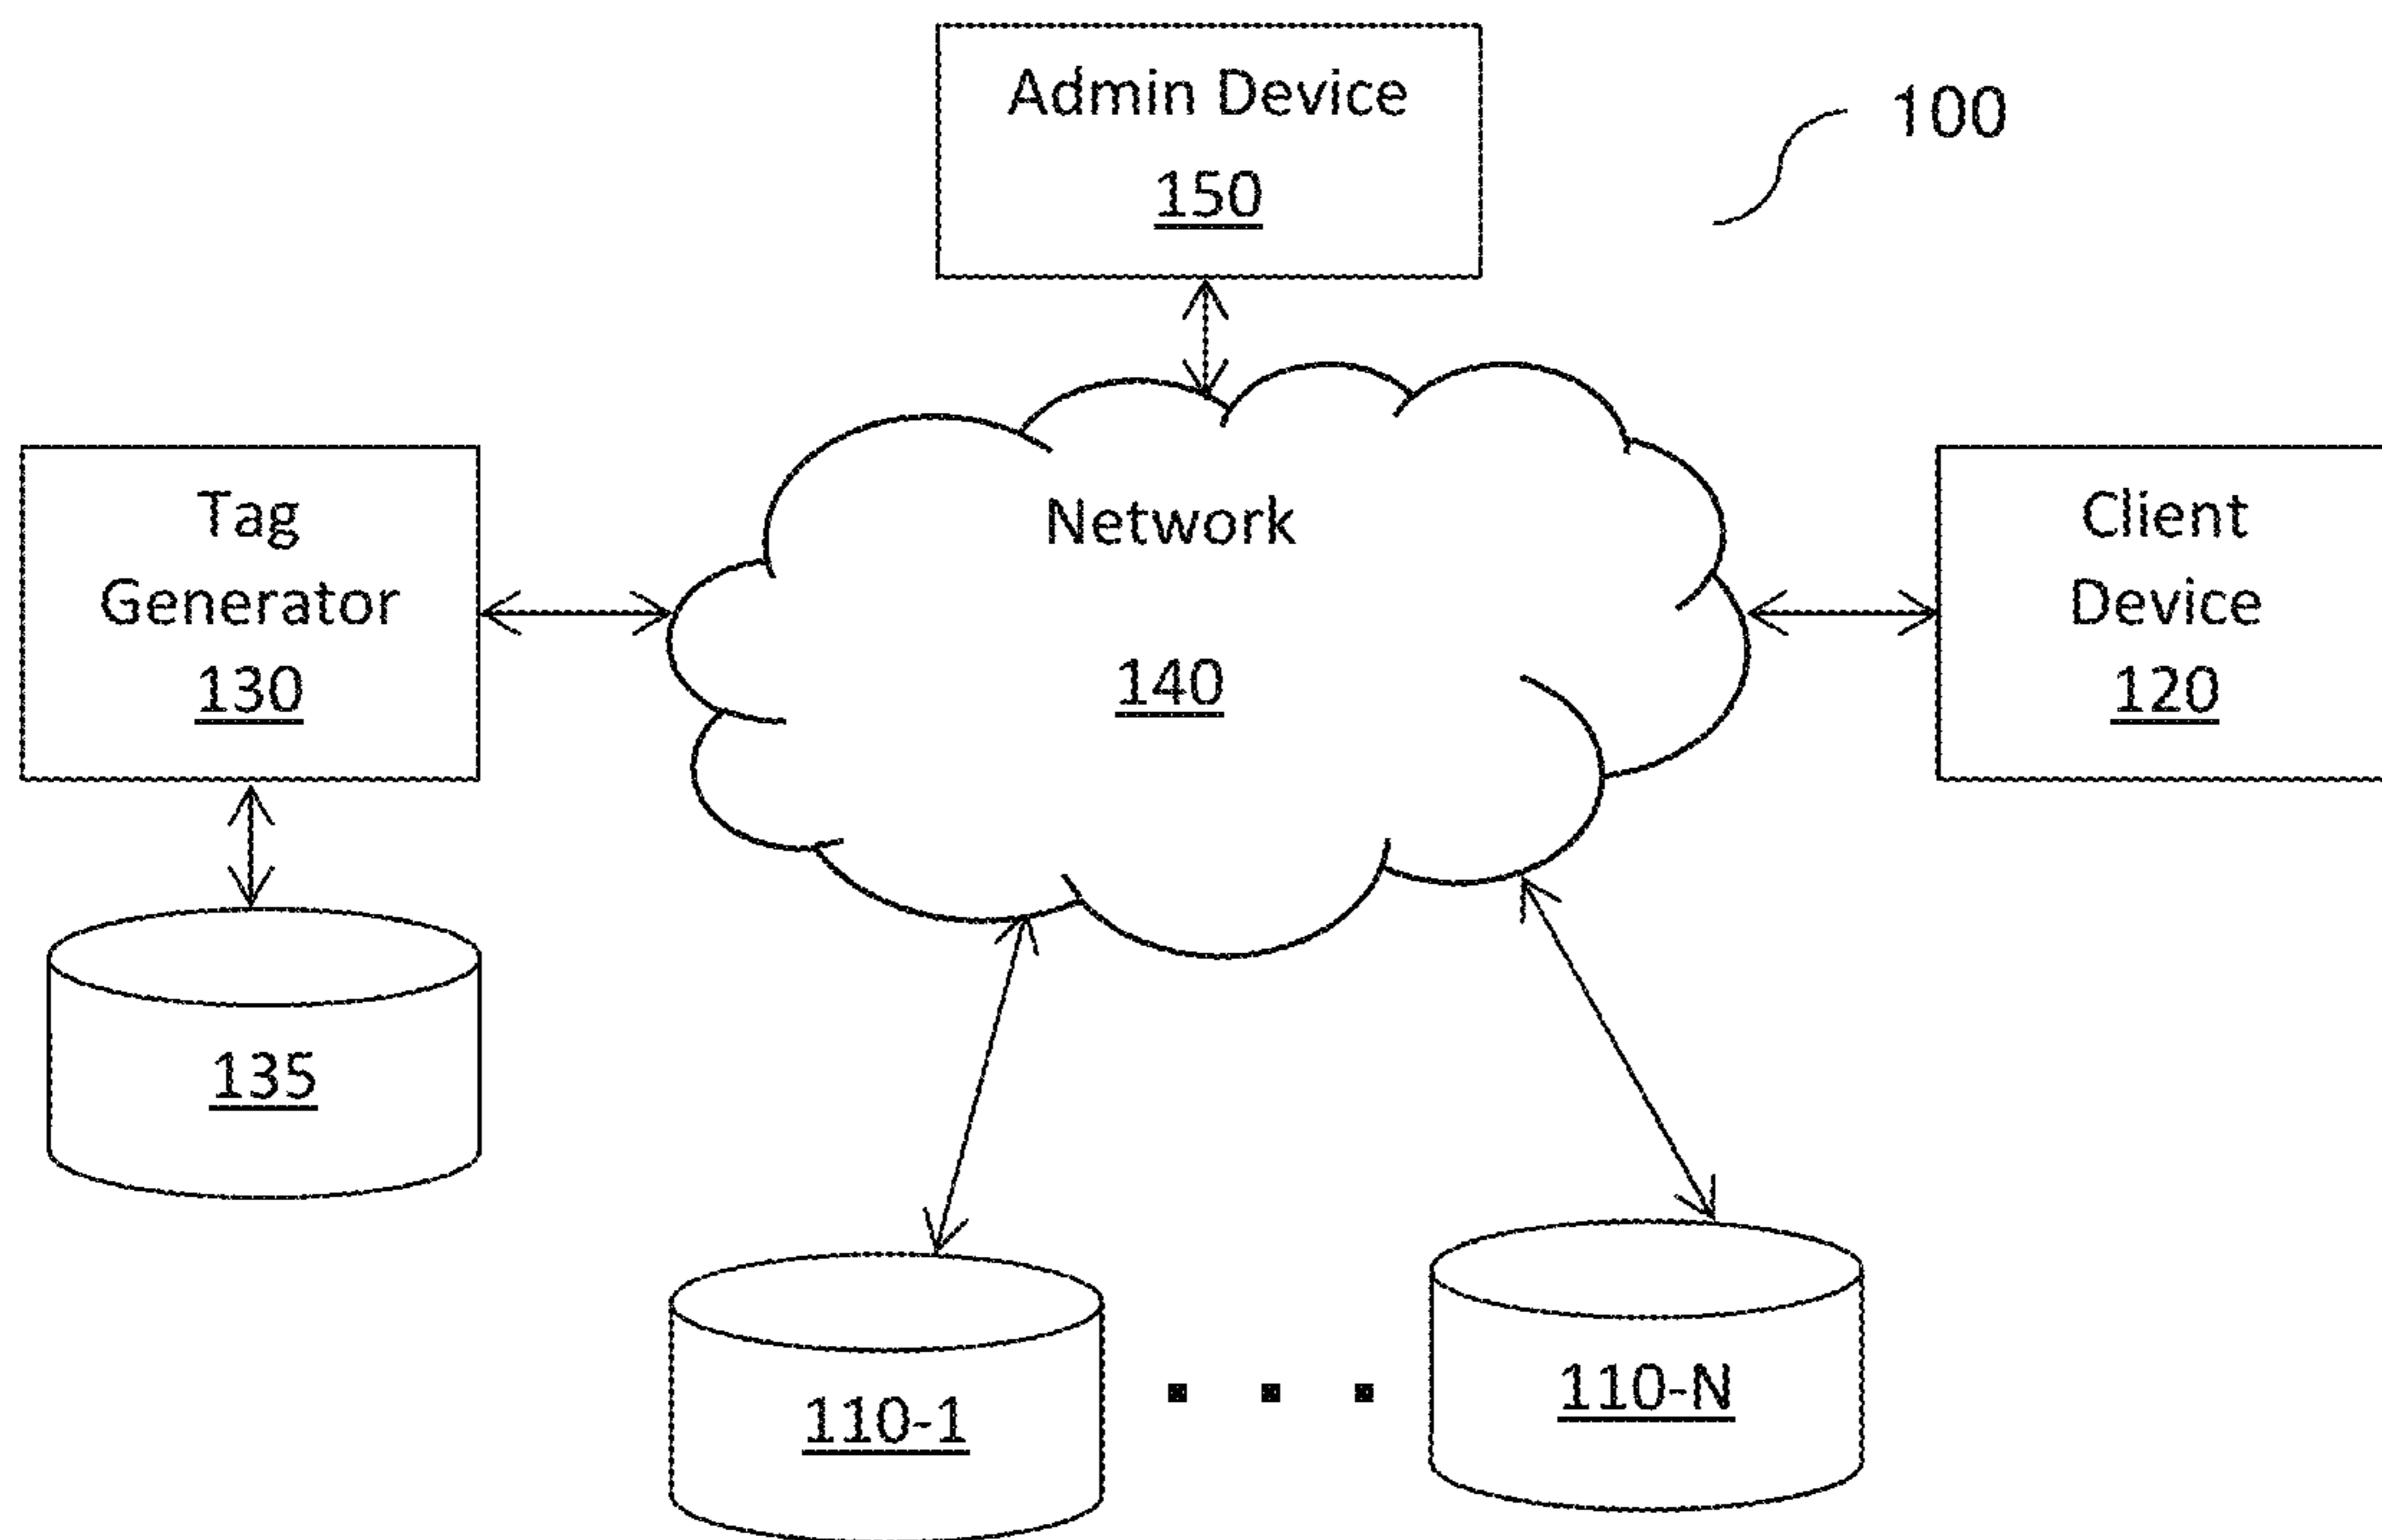 Admin Device
150
100
Tag
Generator
130
Network
140
Client
Device
120
135
110-1
110-N